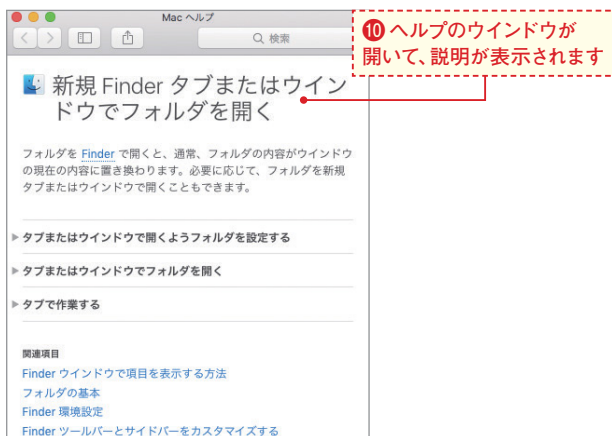 Mac ヘルプ
検索
❿ ヘルプのウインドウが
開いて、説明が表示されます
新規 Finder タブまたはウイン
ドウでフォルダを開く
フォルダを Finder で開くと、通常、フォルダの内容がウインドウ
の現在の内容に置き換わります。必要に応じて、フォルダを新規
タブまたはウインドウで開くこともできます。
タブまたはウインドウで開くようフォルダを設定する
タブまたはウインドウでフォルダを開く
タブで作業する
関連項目
Finder ウインドウで項目を表示する方法
フォルダの基本
Finder 環境設定
Finder ツールバーとサイドバーをカスタマイズする